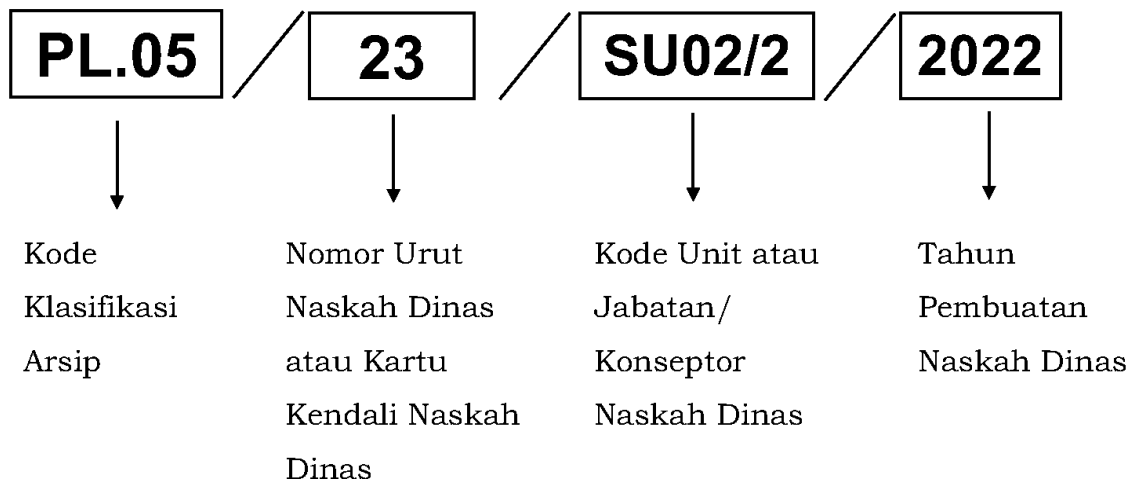 PL.05 / 23 / SU02/2 / 2022
Kode
Klasifikasi
Arsip
Nomor Urut
Naskah Dinas
atau Kartu
Kendali Naskah
Dinas
Kode Unit atau
Jabatan/
Konseptor
Naskah Dinas
Tahun
Pembuatan
Naskah Dinas